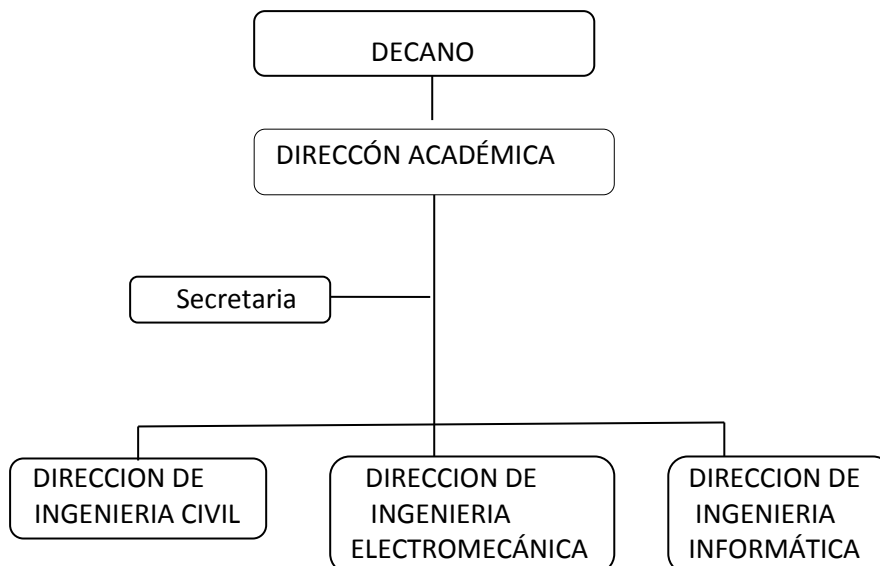 DECANO
DIRECCÓN ACADÉMICA
Secretaria
DIRECCION DE
INGENIERIA CIVIL
DIRECCION DE
INGENIERIA
ELECTROMECÁNICA
DIRECCION DE
INGENIERIA
INFORMÁTICA